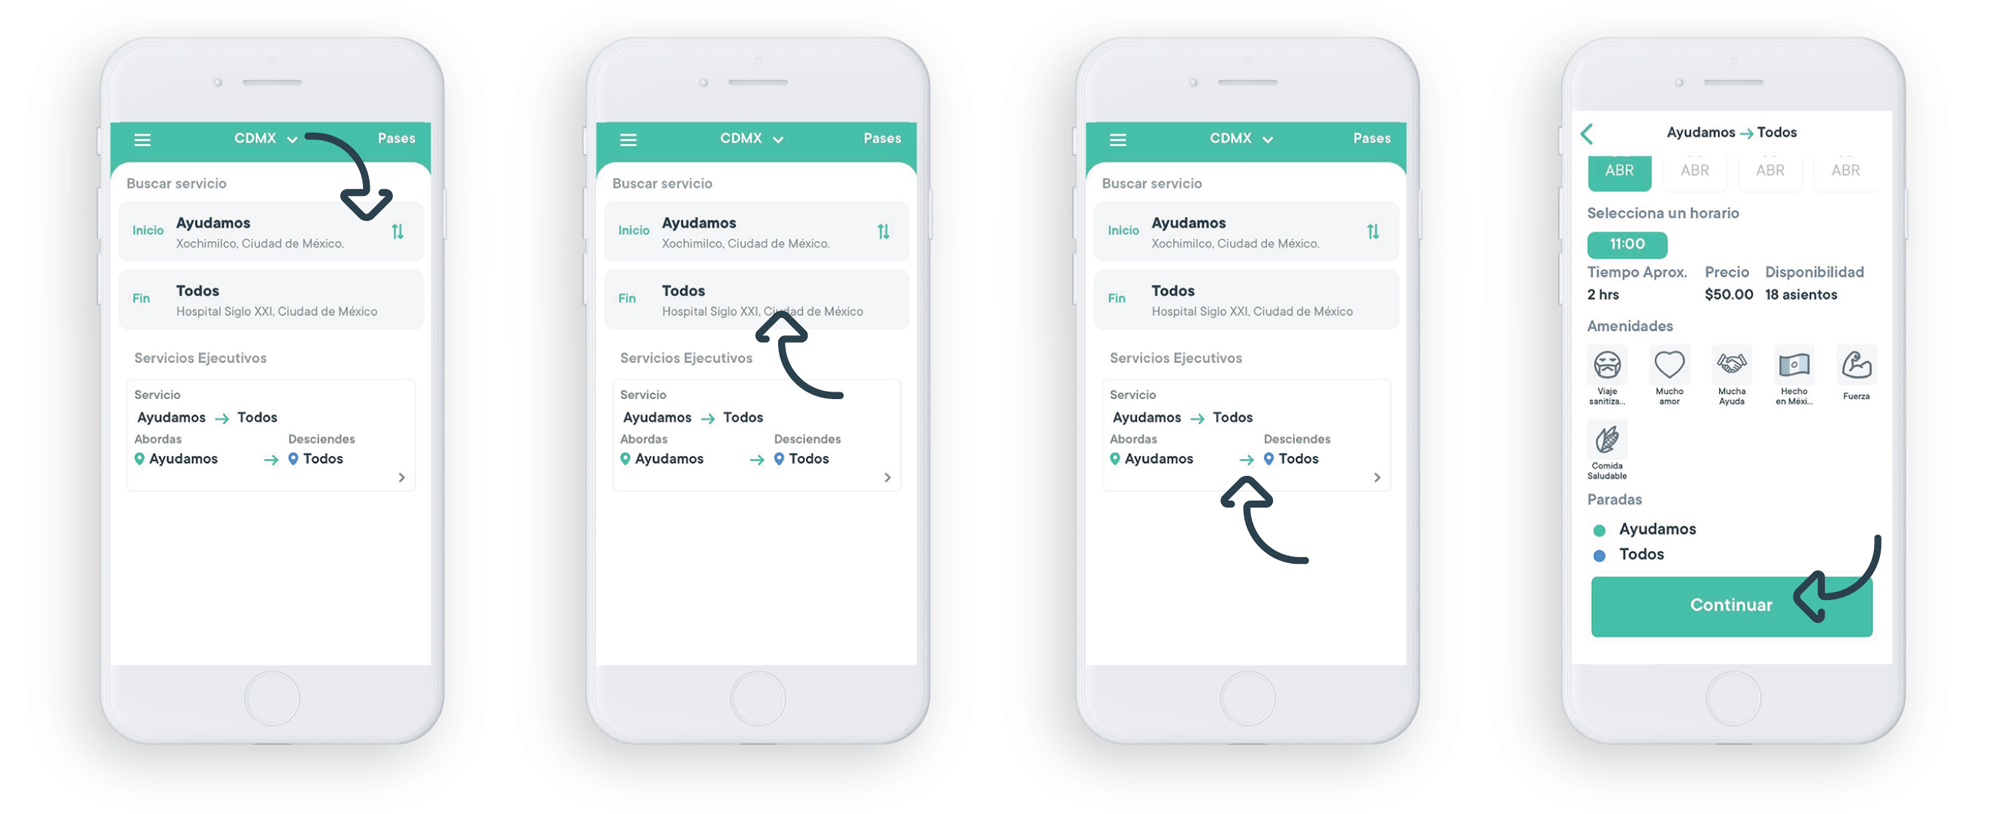 CDMX Pases
Buscar servicio
Inicio Ayudamos
Xochimilco, Ciudad de México.
Fin Todos
Hospital Siglo XXI, Ciudad de México
Servicios Ejecutivos
Servicio
Ayudamos → Todos
Abordas Desciendes
Ayudamos → Todos
CDMX Pases
Buscar servicio
Inicio Ayudamos
Xochimilco, Ciudad de México.
Fin Todos
Hospital Siglo XXI, Ciudad de México
Servicios Ejecutivos
Servicio
Ayudamos → Todos
Abordas Desciendes
Ayudamos → Todos
CDMX Pases
Buscar servicio
Inicio Ayudamos
Xochimilco, Ciudad de México.
Fin Todos
Hospital Siglo XXI, Ciudad de México
Servicios Ejecutivos
Servicio
Ayudamos → Todos
Abordas Desciendes
Ayudamos → Todos
Ayudamos → Todos
ABR ABR ABR ABR
Selecciona un horario
11:00
Tiempo Aprox. Precio Disponibilidad
2 hrs $50.00 18 asientos
Amenidades
Viaje Mucho Mucha Hecho Fuerza
sanitiza... amor Ayuda en Méxi...
Comida
Saludable
Paradas
Ayudamos
Todos
Continuar